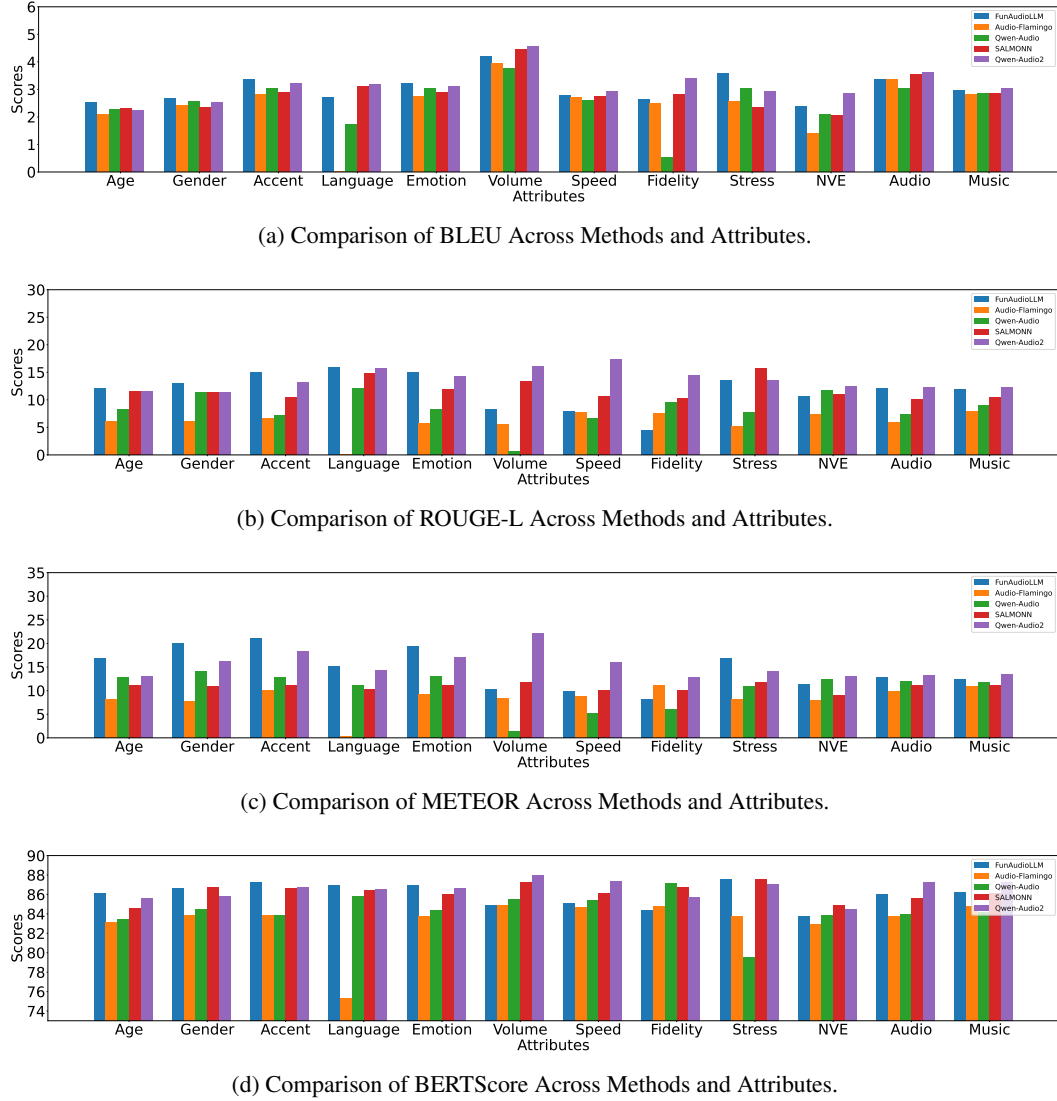 6
5
4
3
2
1
0
Scores
FunAudioLLM
Audio-Flamingo
Qwen-Audio
SALMONN
Qwen-Audio2
Age Gender Accent Language Emotion Volume Speed Fidelity Stress NVE Audio Music
Attributes
(a) Comparison of BLEU Across Methods and Attributes.
30
25
20
15
10
5
0
Scores
FunAudioLLM
Audio-Flamingo
Qwen-Audio
SALMONN
Qwen-Audio2
Age Gender Accent Language Emotion Volume Speed Fidelity Stress NVE Audio Music
Attributes
(b) Comparison of ROUGE-L Across Methods and Attributes.
35
30
25
20
15
10
5
0
Scores
FunAudioLLM
Audio-Flamingo
Qwen-Audio
SALMONN
Qwen-Audio2
Age Gender Accent Language Emotion Volume Speed Fidelity Stress NVE Audio Music
Attributes
(c) Comparison of METEOR Across Methods and Attributes.
90
88
86
84
82
80
78
76
74
Scores
FunAudioLLM
Audio-Flamingo
Qwen-Audio
SALMONN
Qwen-Audio2
Age Gender Accent Language Emotion Volume Speed Fidelity Stress NVE Audio Music
Attributes
(d) Comparison of BERTScore Across Methods and Attributes.